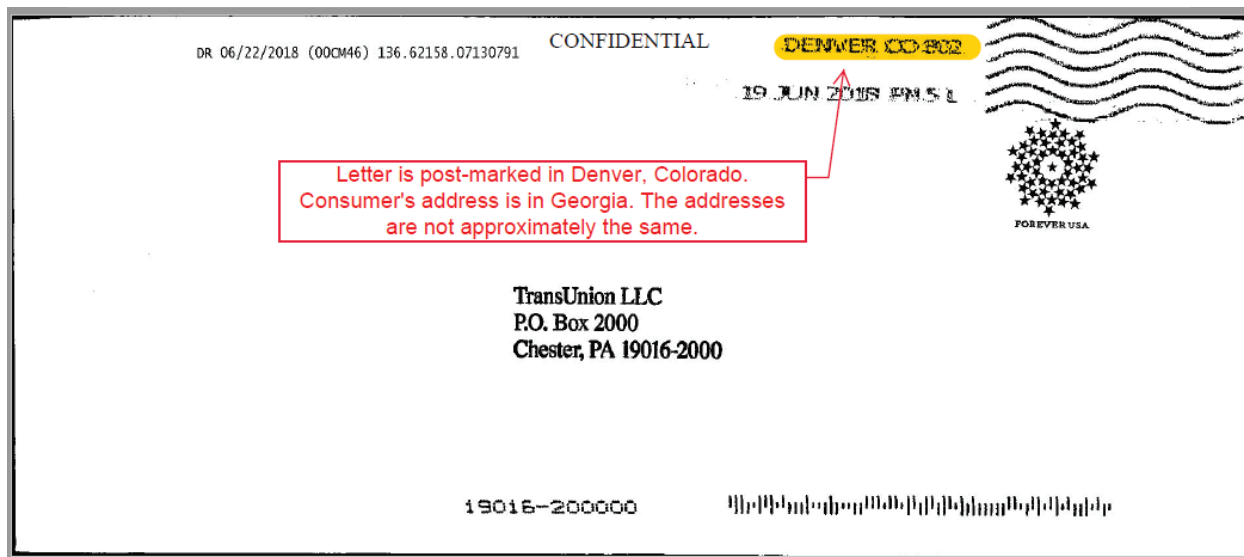 CONFIDENTIAL
DENVER CO 802
DR 06/22/2018 (00CM46) 136.62158.07130791
19 JUN 2018 PM 5 L
Letter is post-marked in Denver, Colorado.
Consumer's address is in Georgia. The addresses
are not approximately the same.
FOREVER USA
TransUnion LLC
P.O. Box 2000
Chester, PA 19016-2000
19016-200000